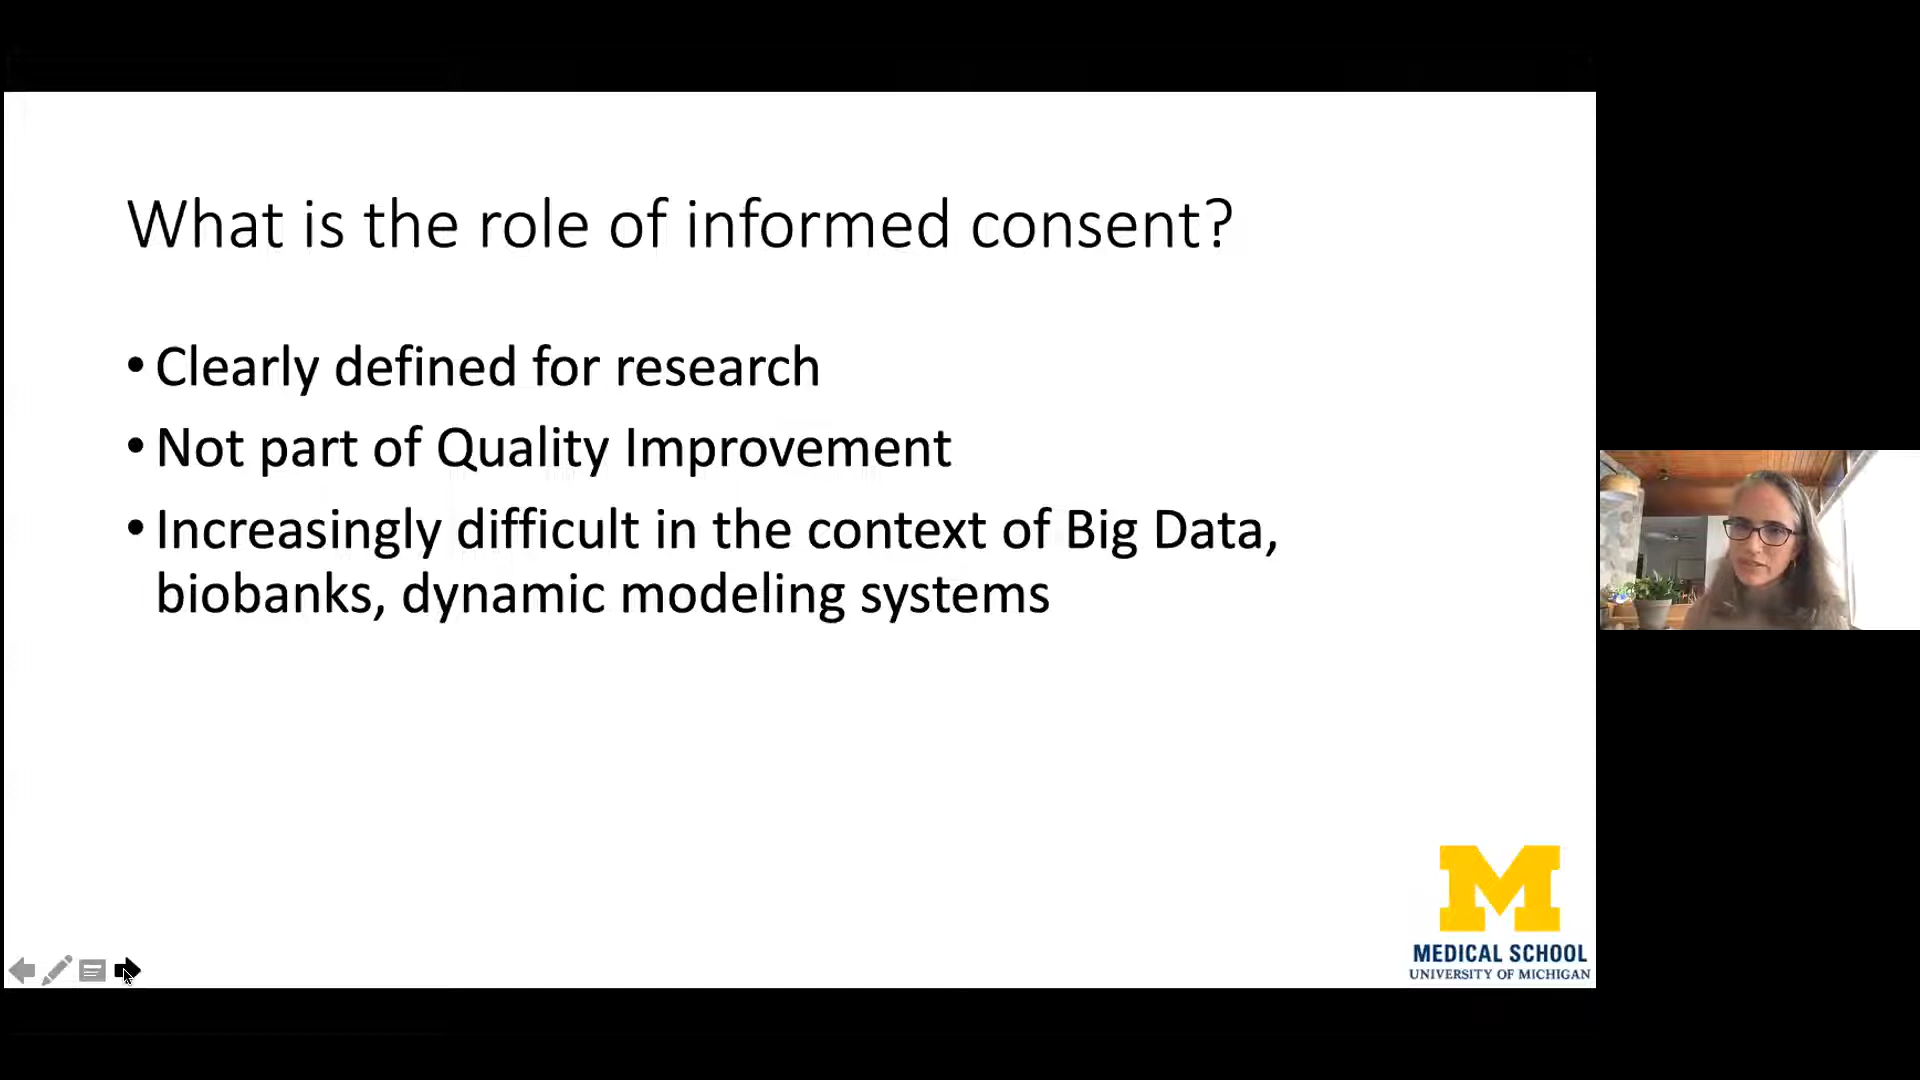 What is the role of informed consent?
• Clearly defined for research
• Not part of Quality Improvement
• Increasingly difficult in the context of Big Data,
biobanks, dynamic modeling systems
M
MEDICAL SCHOOL
UNIVERSITY OF MICHIGAN